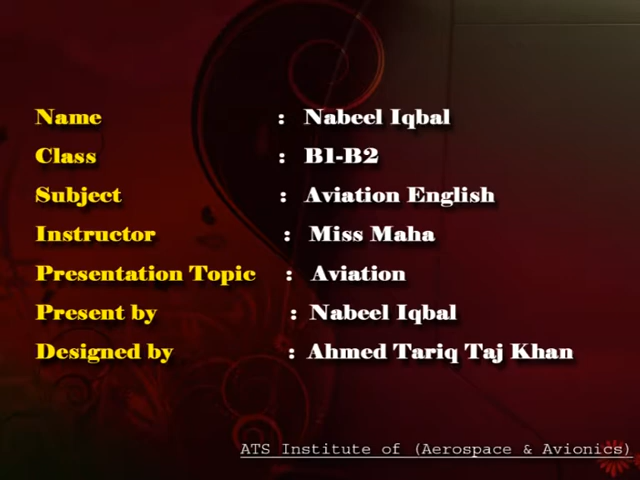 Name : Nabeel Iqbal
Class : B1-B2
Subject : Aviation English
Instructor : Miss Maha
Presentation Topic : Aviation
Present by : Nabeel Iqbal
Designed by : Ahmed Tariq Taj Khan
ATS Institute of (Aerospace & Avionics)